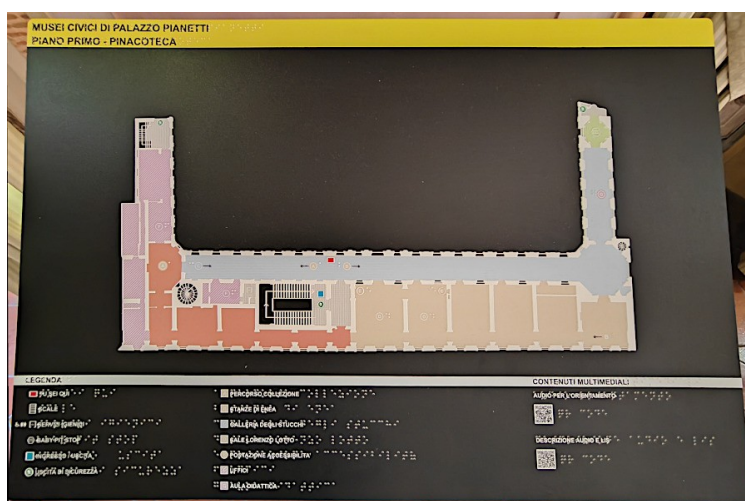 MUSEI CIVICI DI PALAZZO PIANETTI
PIANO PRIMO - PINACOTECA
LEGENDA
TU SEI QUI
SCALE
SERVIZI IGIENICI
BABY PIT STOP
INGRESSO / USCITA
USCITA DI SICUREZZA
PERCORSO COLLEZIONE
STANZE DI ENEA
GALLERIA DEGLI STUCCHI
SALE LORENZO LOTTO
POSTAZIONE ACCESSIBILITA'
UFFICI
AULA DIDATTICA
CONTENUTI MULTIMEDIALI
AUDIO PER L'ORIENTAMENTO
DESCRIZIONE AUDIO E LIS